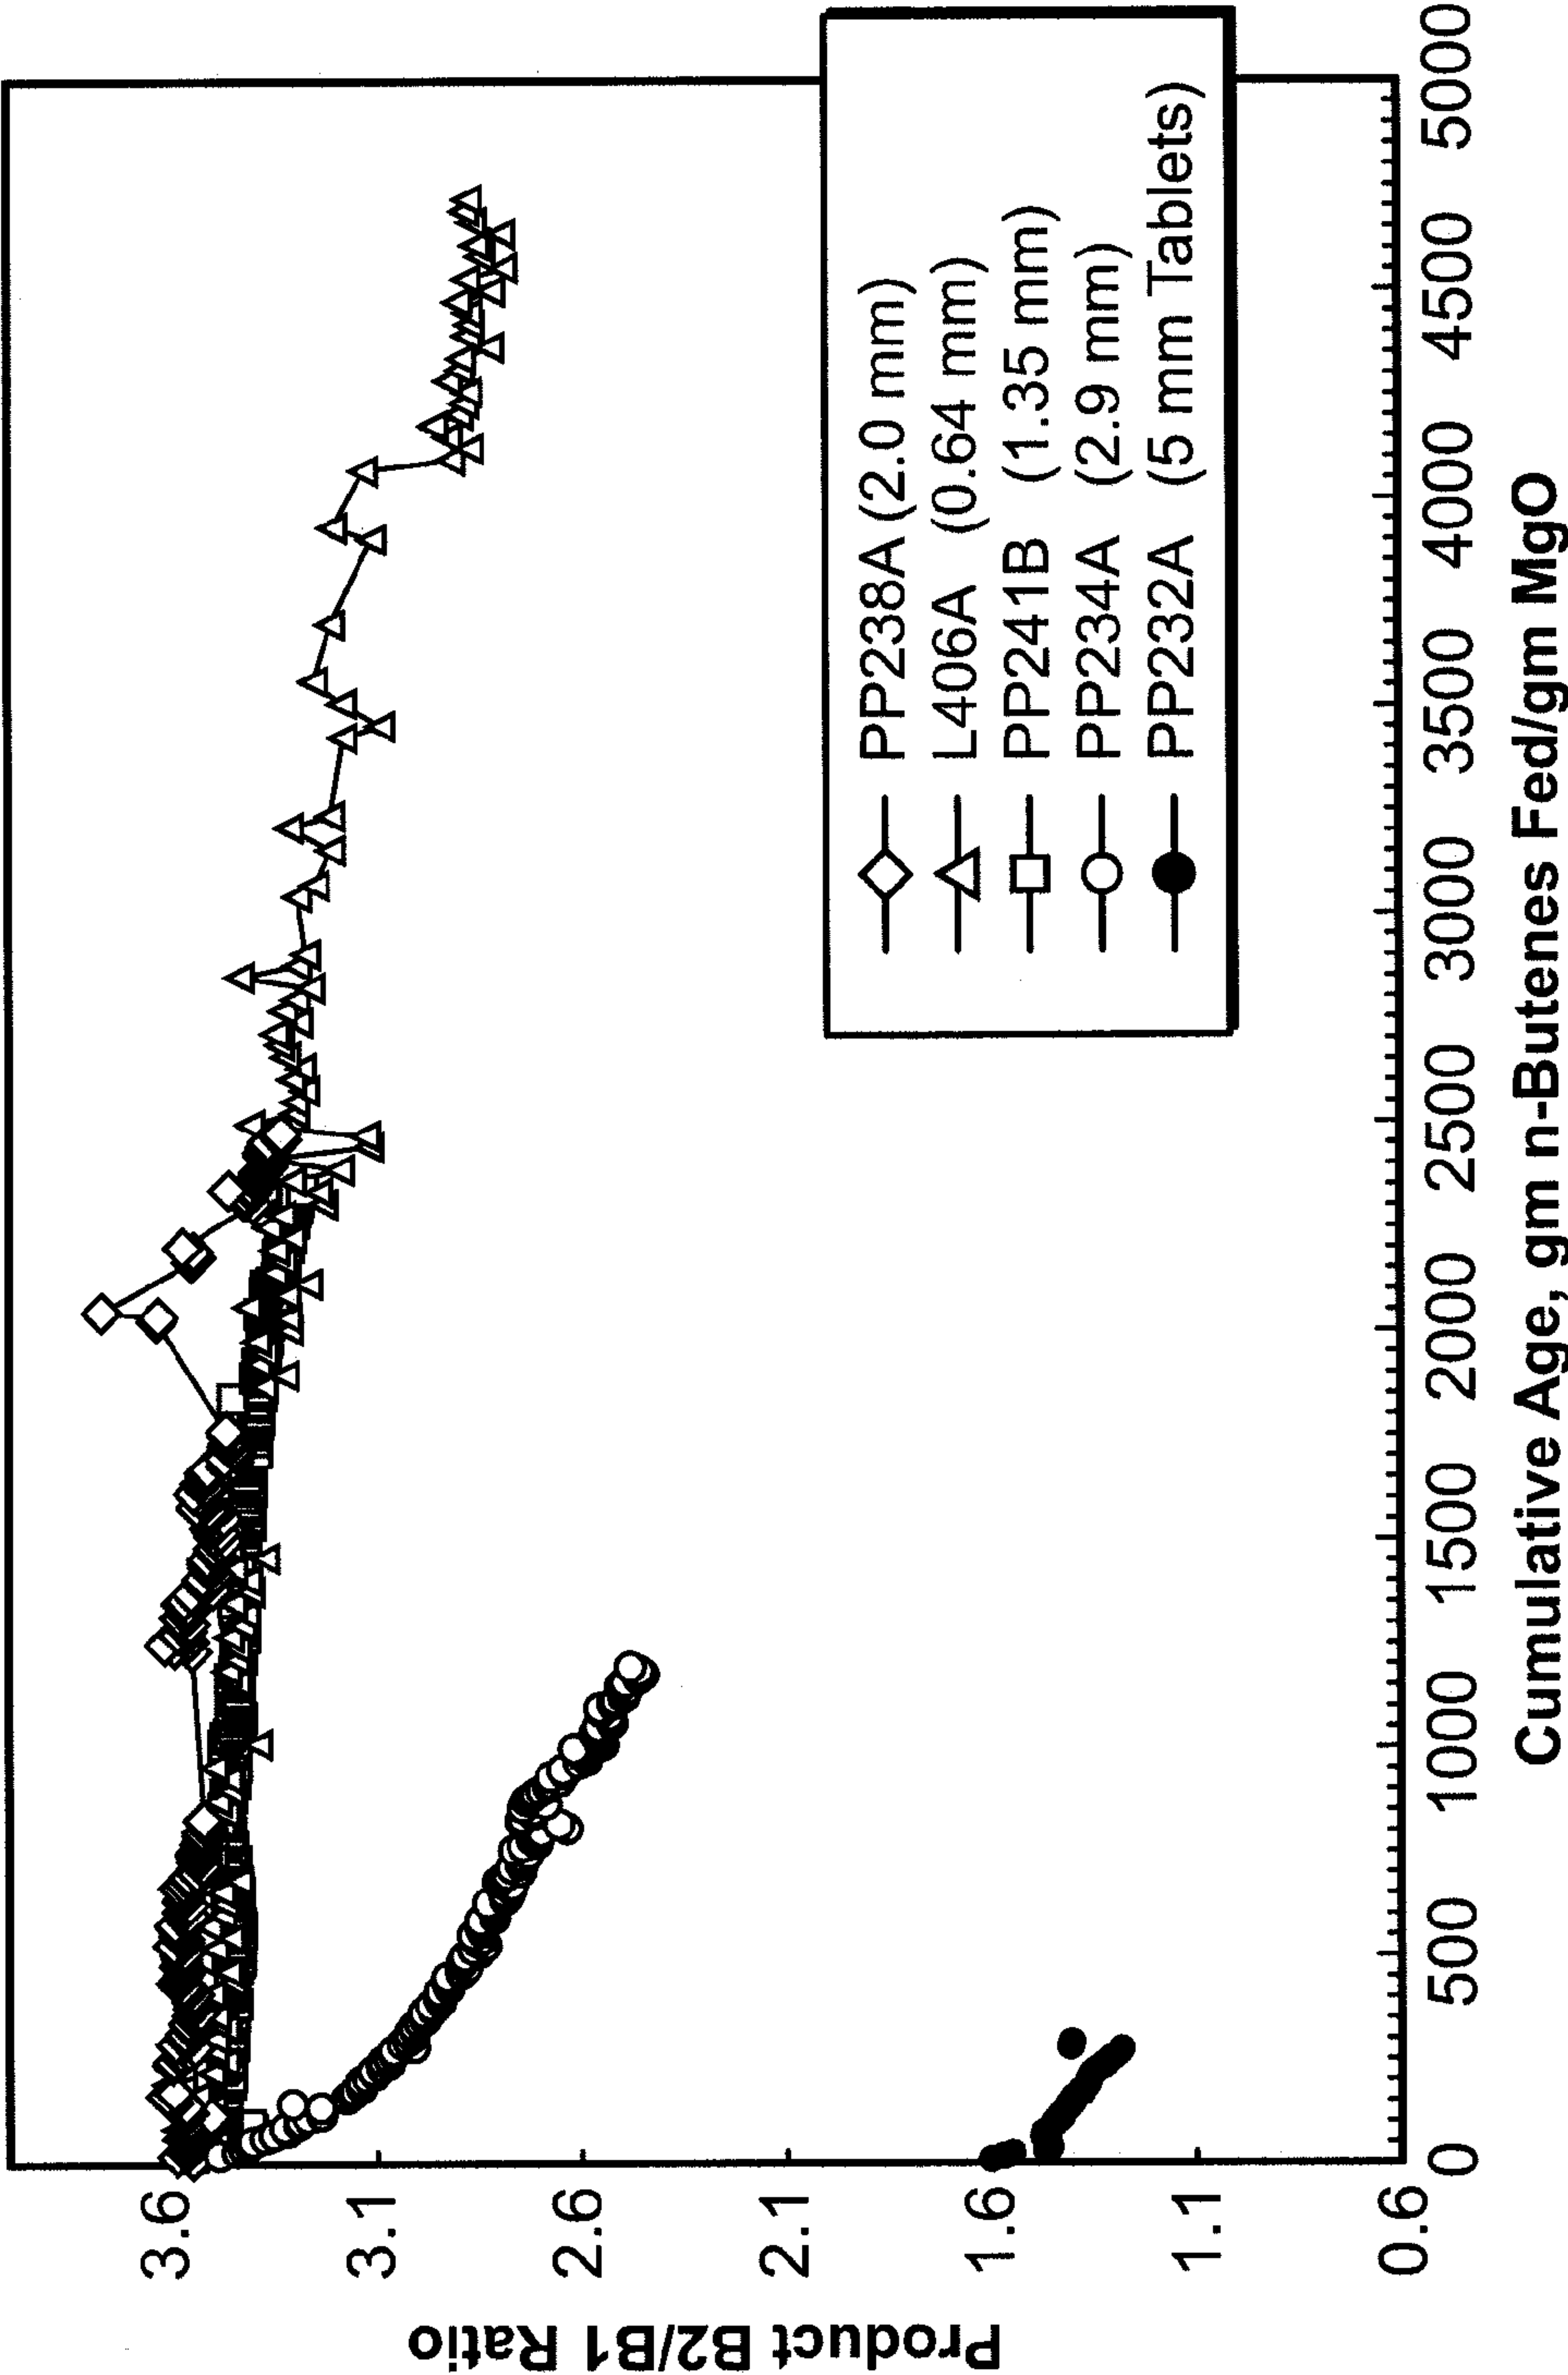 Product B2/B1 Ratio
3.6
3.1
2.6
2.1
1.6
1.1
0.6
PP238A (2.0 mm)
L406A (0.64 mm)
PP241B (1.35 mm)
PP234A (2.9 mm)
PP232A (5 mm Tablets)
0 500 1000 1500 2000 2500 3000 3500 4000 4500 5000
Cumulative Age, gm n-Butenes Fed/gm MgO